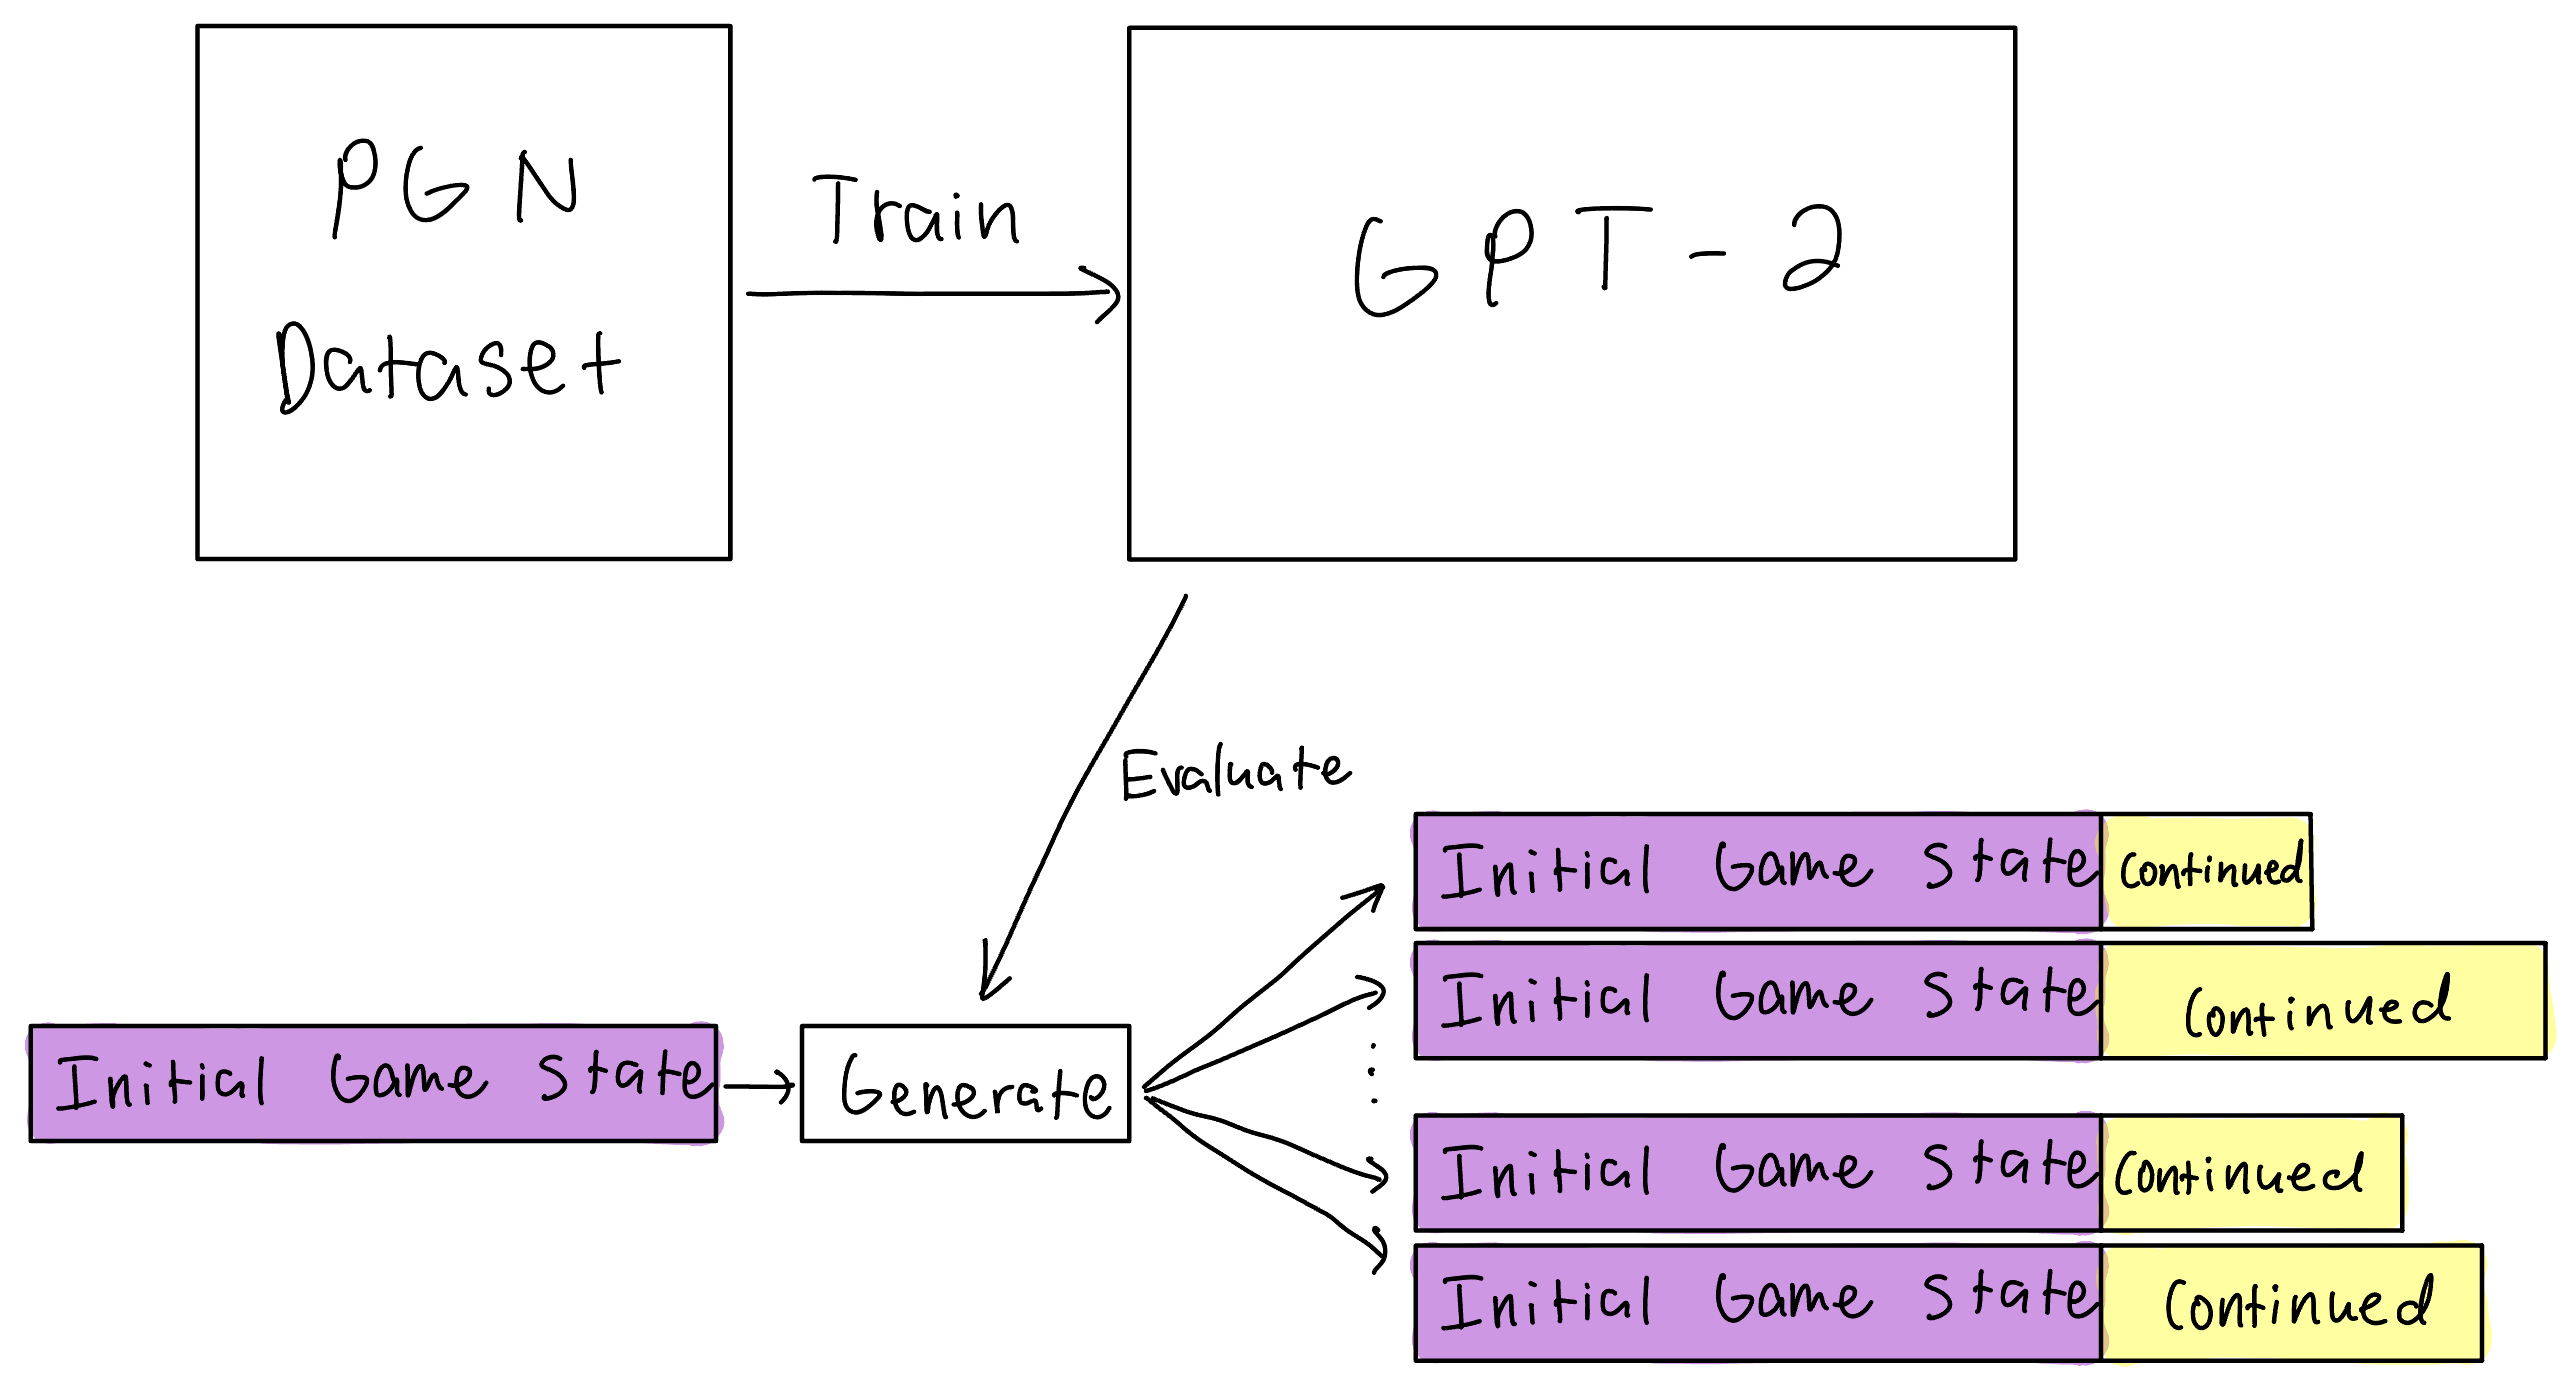 PGN
Dataset
Train
GPT-2
Evaluate
Initial Game State
Generate
Initial Game State Continued
Initial Game State Continued
Initial Game State Continued
Initial Game State Continued